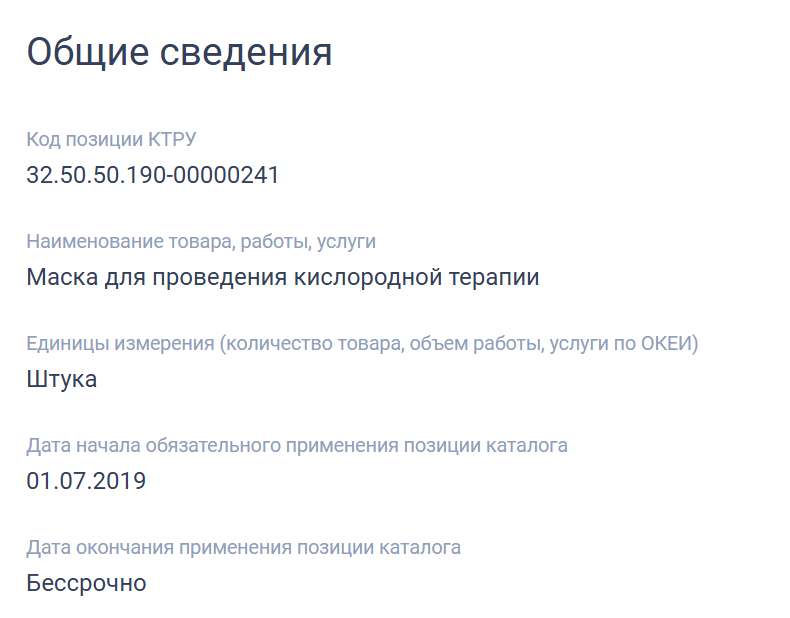 Общие сведения
Код позиции КТРУ
32.50.50.190-00000241
Наименование товара, работы, услуги
Маска для проведения кислородной терапии
Единицы измерения (количество товара, объем работы, услуги по ОКЕИ)
Штука
Дата начала обязательного применения позиции каталога
01.07.2019
Дата окончания применения позиции каталога
Бессрочно